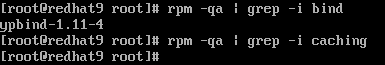 [root@redhat9 root]# rpm -qa | grep -i bind
ypbind-1.11-4
[root@redhat9 root]# rpm -qa | grep -i caching
[root@redhat9 root]#